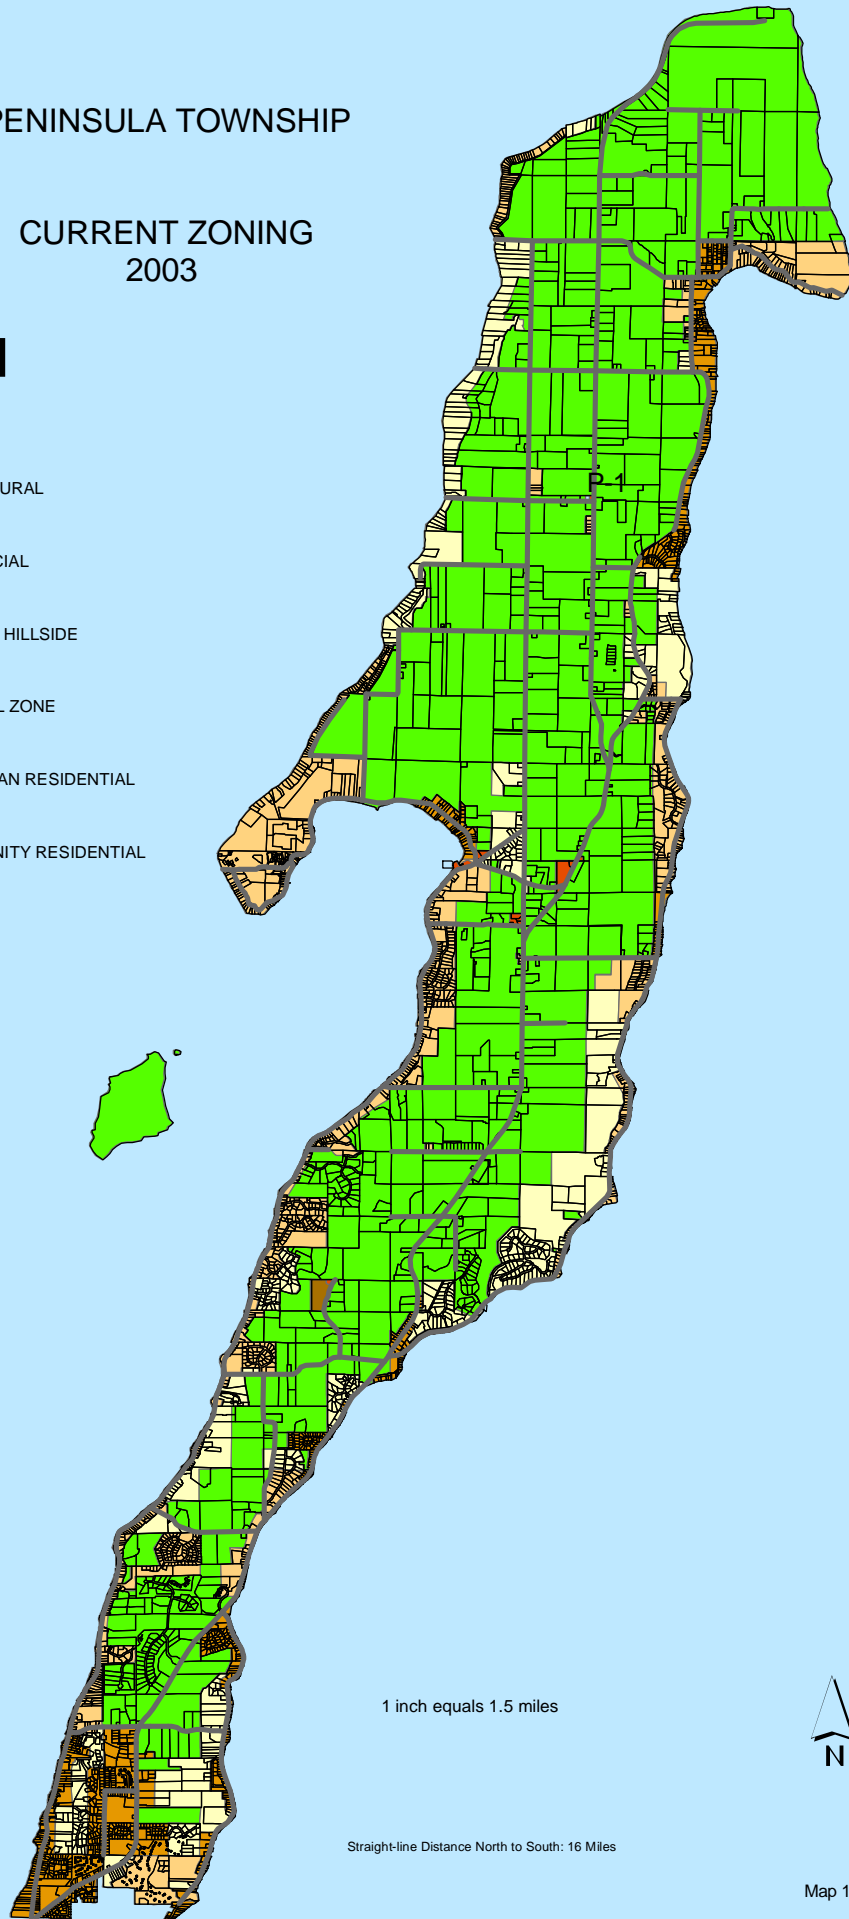 PENINSULA TOWNSHIP
CURRENT ZONING
2003
URAL
CIAL
HILLSIDE
L ZONE
AN RESIDENTIAL
NITY RESIDENTIAL
P-1
1 inch equals 1.5 miles
N
Straight-line Distance North to South: 16 Miles
Map 1